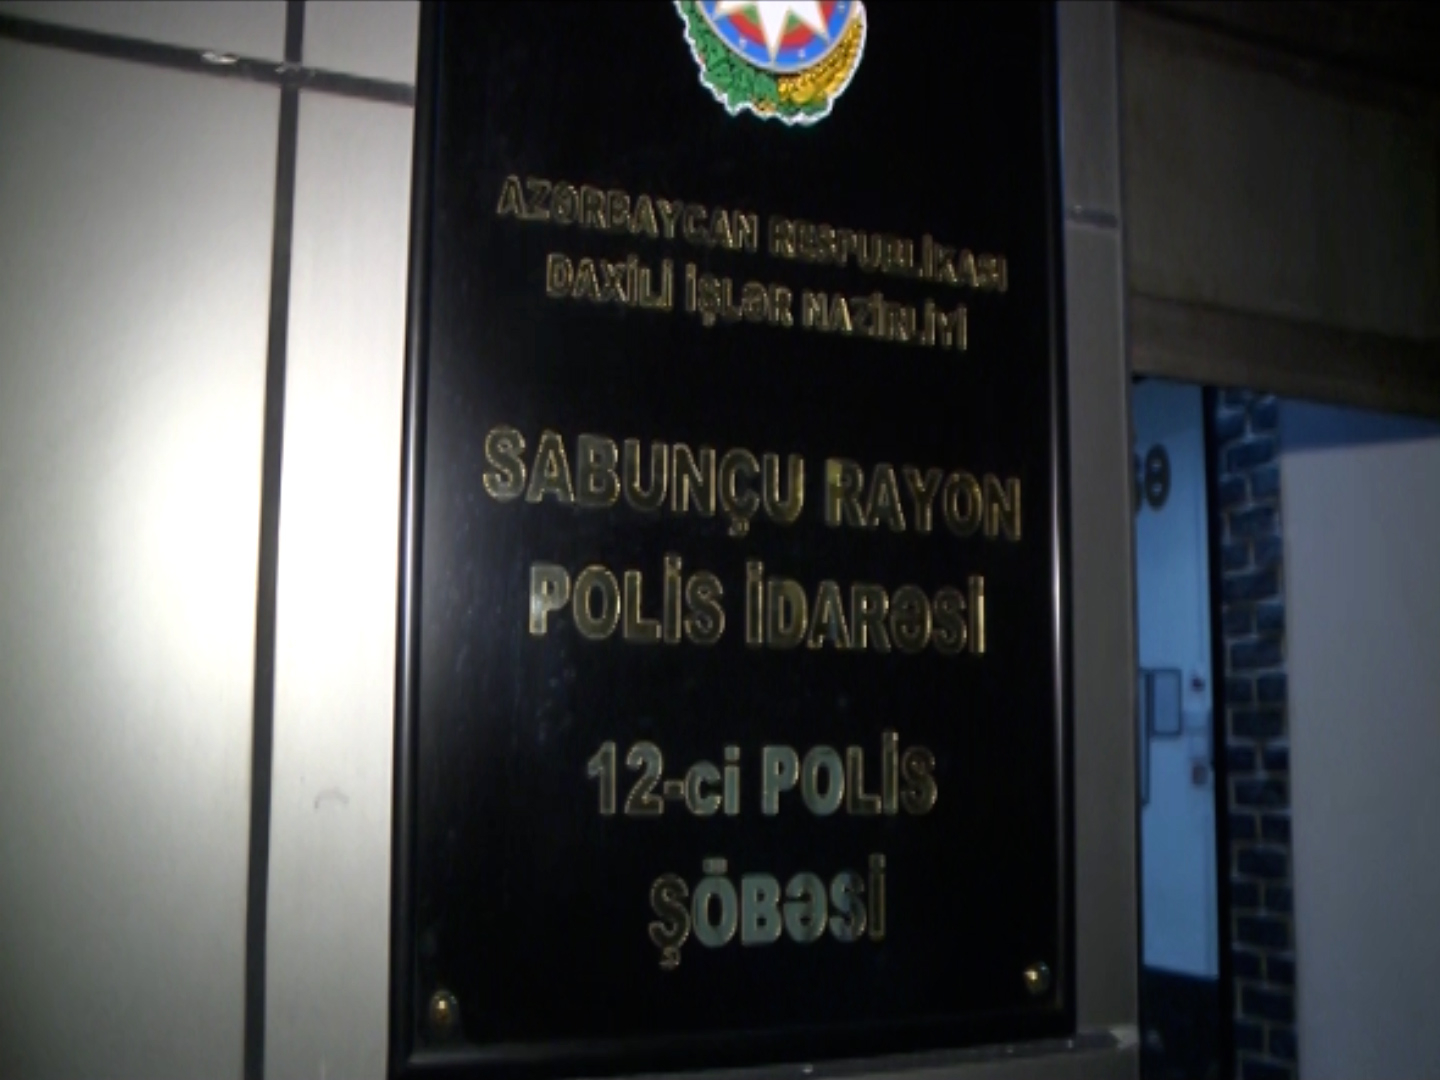 AZƏRBAYCAN RESPUBLİKASI
DAXİLİ İŞLƏR NAZİRLİYİ
SABUNÇU RAYON
POLİS İDARƏSİ
12-ci POLİS
ŞÖBƏSİ